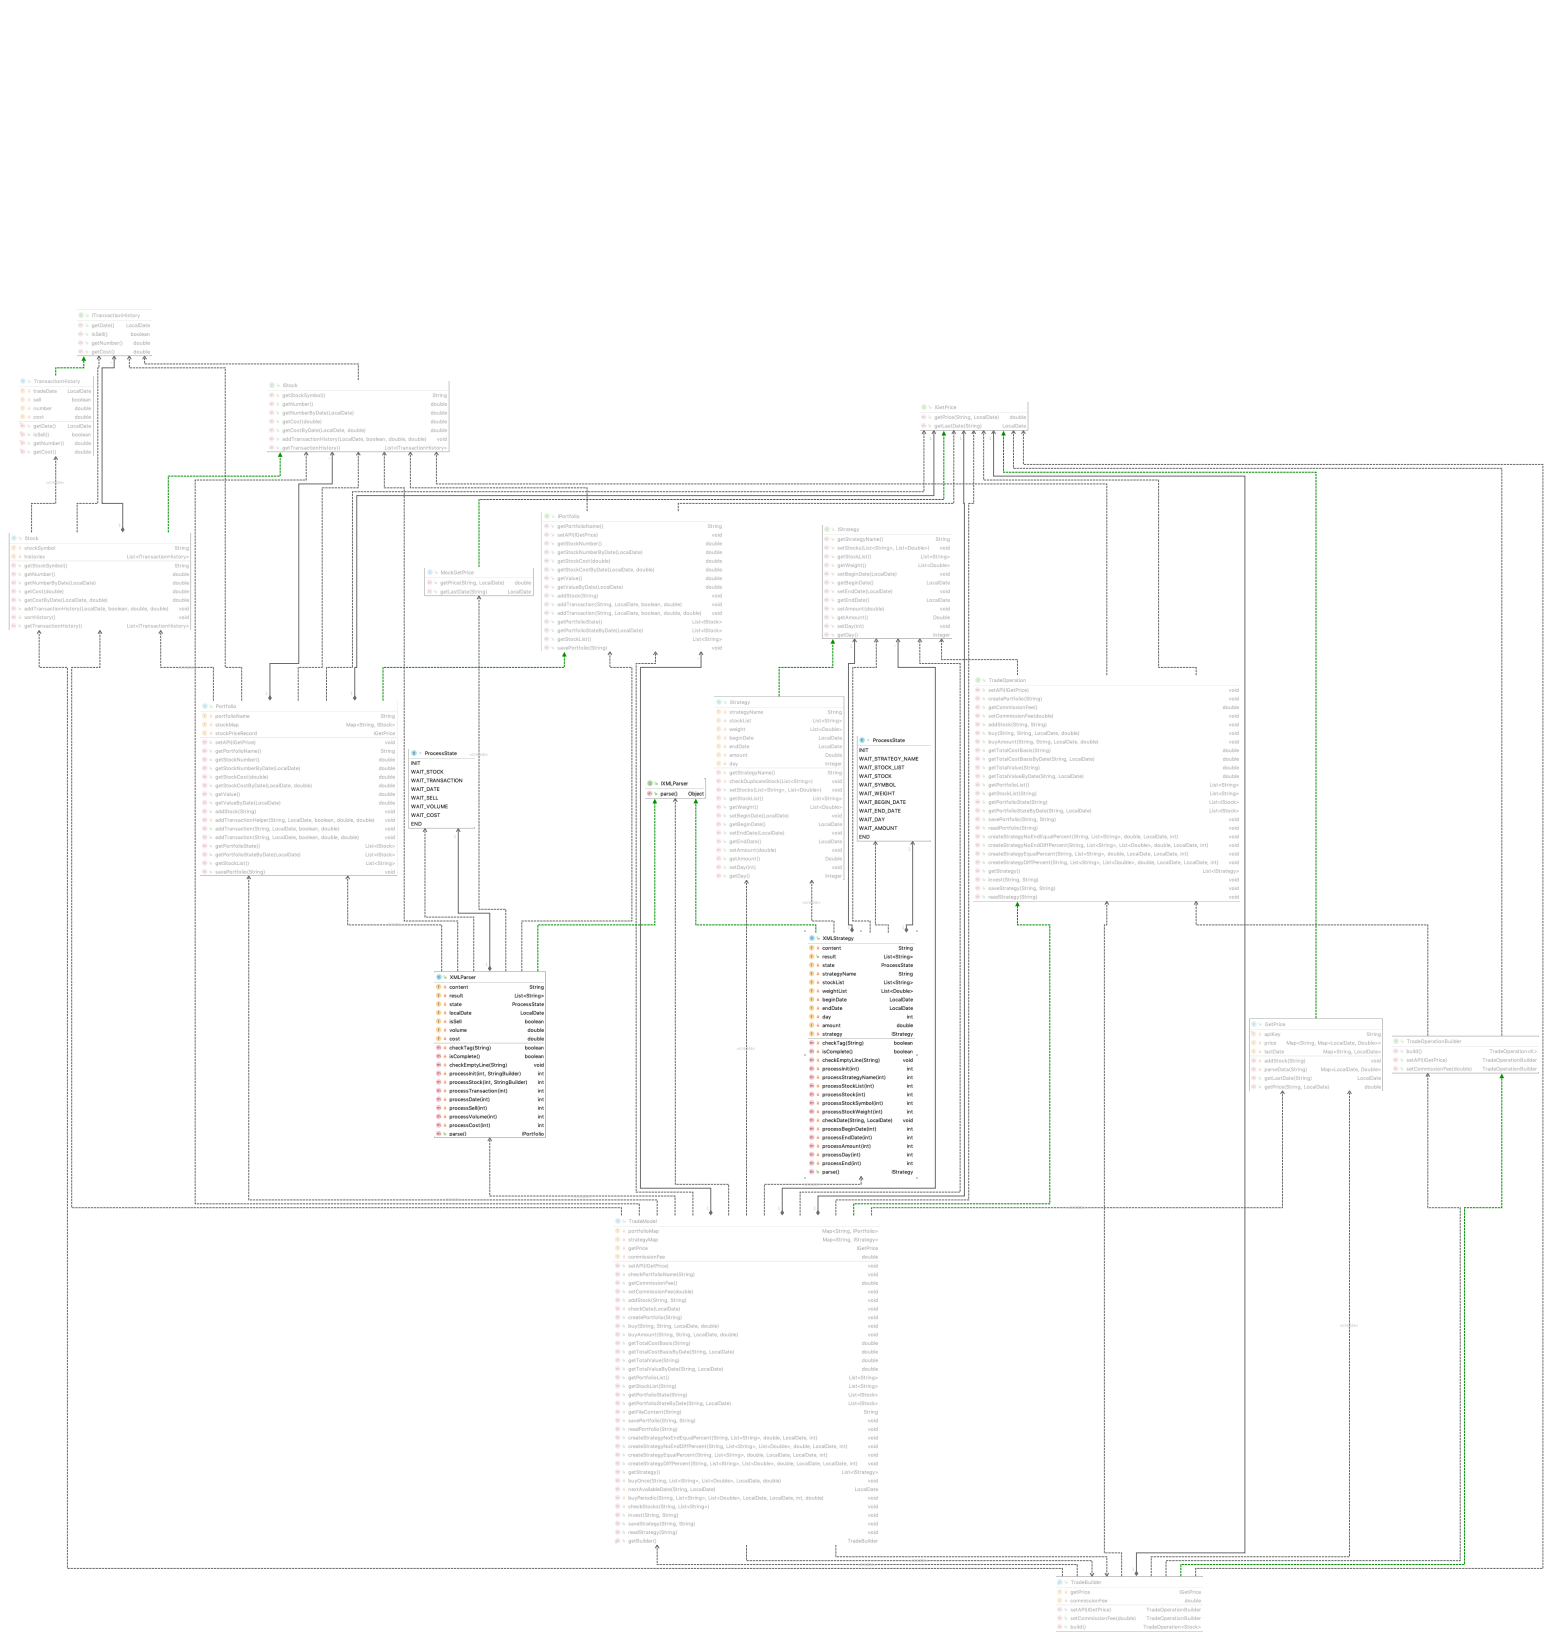 ITransactionHistory
getDate() LocalDate
isSell() boolean
getNumber() double
getCost() double
TransactionHistory
tradeDate LocalDate
sell boolean
number double
cost double
getDate() LocalDate
isSell() boolean
getNumber() double
getCost() double
IStock
getStockSymbol() String
getNumber() double
getNumberByDate(LocalDate) double
getCost(double) double
getCostByDate(LocalDate, double) double
addTransactionHistory(LocalDate, boolean, double, double) void
getTransactionHistory() List<ITransactionHistory>
IGetPrice
getPrice(String, LocalDate) double
getLastDate(String) LocalDate
Stock
stockSymbol String
histories List<ITransactionHistory>
getStockSymbol() String
getNumber() double
getNumberByDate(LocalDate) double
getCost(double) double
getCostByDate(LocalDate, double) double
addTransactionHistory(LocalDate, boolean, double, double) void
sortHistory() void
getTransactionHistory() List<ITransactionHistory>
MockGetPrice
getPrice(String, LocalDate) double
getLastDate(String) LocalDate
IPortfolio
getPortfolioName() String
setAPI(IGetPrice) void
getStockNumber() double
getStockNumberByDate(LocalDate) double
getStockCost(double) double
getStockCostByDate(LocalDate, double) double
getValue() double
getValueByDate(LocalDate) double
addStock(String) void
addTransaction(String, LocalDate, boolean, double) void
addTransaction(String, LocalDate, boolean, double, double) void
getPortfolioState() List<IStock>
getPortfolioStateByDate(LocalDate) List<IStock>
getStockList() List<String>
savePortfolio(String) void
IStrategy
getStrategyName() String
setStocks(List<String>, List<Double>) void
getStockList() List<String>
getWeight() List<Double>
setBeginDate(LocalDate) void
getBeginDate() LocalDate
setEndDate(LocalDate) void
getEndDate() LocalDate
setAmount(double) void
getAmount() Double
setDay(int) void
getDay() Integer
Portfolio
portfolioName String
stockMap Map<String, IStock>
stockPriceRecord IGetPrice
setAPI(IGetPrice) void
getPortfolioName() String
getStockNumber() double
getStockNumberByDate(LocalDate) double
getStockCost(double) double
getStockCostByDate(LocalDate, double) double
getValue() double
getValueByDate(LocalDate) double
addStock(String) void
addTransactionHelper(String, LocalDate, boolean, double, double) void
addTransaction(String, LocalDate, boolean, double) void
addTransaction(String, LocalDate, boolean, double, double) void
getPortfolioState() List<IStock>
getPortfolioStateByDate(LocalDate) List<IStock>
getStockList() List<String>
savePortfolio(String) void
ProcessState
INIT
WAIT_STOCK
WAIT_TRANSACTION
WAIT_DATE
WAIT_SELL
WAIT_VOLUME
WAIT_COST
END
IXMLParser
parse() Object
Strategy
strategyName String
stockList List<String>
weight List<Double>
beginDate LocalDate
endDate LocalDate
amount Double
day Integer
getStrategyName() String
checkDuplicateStock(List<String>) void
setStocks(List<String>, List<Double>) void
getStockList() List<String>
getWeight() List<Double>
setBeginDate(LocalDate) void
getBeginDate() LocalDate
setEndDate(LocalDate) void
getEndDate() LocalDate
setAmount(double) void
getAmount() Double
setDay(int) void
getDay() Integer
ProcessState
INIT
WAIT_STRATEGY_NAME
WAIT_STOCK_LIST
WAIT_STOCK
WAIT_SYMBOL
WAIT_WEIGHT
WAIT_BEGIN_DATE
WAIT_END_DATE
WAIT_DAY
WAIT_AMOUNT
END
TradeOperation
setAPI(IGetPrice) void
createPortfolio(String) void
getCommissionFee() double
setCommissionFee(double) void
addStock(String, String) void
buy(String, String, LocalDate, double) void
buyAmount(String, String, LocalDate, double) void
getTotalCostBasis(String) double
getTotalCostBasisByDate(String, LocalDate) double
getTotalValue(String) double
getTotalValueByDate(String, LocalDate) double
getPortfolioList() List<String>
getStockList(String) List<String>
getPortfolioState(String) List<IStock>
getPortfolioStateByDate(String, LocalDate) List<IStock>
savePortfolio(String, String) void
readPortfolio(String) void
createStrategyNoEndEqualPercent(String, List<String>, double, LocalDate, int) void
createStrategyNoEndDiffPercent(String, List<String>, List<Double>, double, LocalDate, int) void
createStrategyEqualPercent(String, List<String>, double, LocalDate, LocalDate, int) void
createStrategyDiffPercent(String, List<String>, List<Double>, double, LocalDate, LocalDate, int) void
getStrategy() List<IStrategy>
invest(String, String) void
saveStrategy(String, String) void
readStrategy(String) void
XMLParser
content String
result List<String>
state ProcessState
localDate LocalDate
isSell boolean
volume double
cost double
checkTag(String) boolean
isComplete() boolean
checkEmptyLine(String) void
processInit(int, StringBuilder) int
processStock(int, StringBuilder) int
processTransaction(int) int
processDate(int) int
processSell(int) int
processVolume(int) int
processCost(int) int
parse() IPortfolio
XMLStrategy
content String
result List<String>
state ProcessState
strategyName String
stockList List<String>
weightList List<Double>
beginDate LocalDate
endDate LocalDate
day int
amount double
strategy IStrategy
checkTag(String) boolean
isComplete() boolean
checkEmptyLine(String) void
processInit(int) int
processStrategyName(int) int
processStockList(int) int
processStock(int) int
processStockSymbol(int) int
processStockWeight(int) int
checkDate(String, LocalDate) void
processBeginDate(int) int
processEndDate(int) int
processAmount(int) int
processDay(int) int
processEnd(int) int
parse() IStrategy
GetPrice
apiKey String
price Map<String, Map<LocalDate, Double>>
lastDate Map<String, LocalDate>
addStock(String) void
parseData(String) Map<LocalDate, Double>
getLastDate(String) LocalDate
getPrice(String, LocalDate) double
TradeOperationBuilder
build() TradeOperation<K>
setAPI(IGetPrice) TradeOperationBuilder
setCommissionFee(double) TradeOperationBuilder
TradeModel
portfolioMap Map<String, IPortfolio>
strategyMap Map<String, IStrategy>
getPrice IGetPrice
commissionFee double
setAPI(IGetPrice) void
checkPortfolioName(String) void
getCommissionFee() double
setCommissionFee(double) void
addStock(String, String) void
checkDate(LocalDate) void
createPortfolio(String) void
buy(String, String, LocalDate, double) void
buyAmount(String, String, LocalDate, double) void
getTotalCostBasis(String) double
getTotalCostBasisByDate(String, LocalDate) double
getTotalValue(String) double
getTotalValueByDate(String, LocalDate) double
getPortfolioList() List<String>
getStockList(String) List<String>
getPortfolioState(String) List<IStock>
getPortfolioStateByDate(String, LocalDate) List<IStock>
getFileContent(String) String
savePortfolio(String, String) void
readPortfolio(String) void
createStrategyNoEndEqualPercent(String, List<String>, double, LocalDate, int) void
createStrategyNoEndDiffPercent(String, List<String>, List<Double>, double, LocalDate, int) void
createStrategyEqualPercent(String, List<String>, double, LocalDate, LocalDate, int) void
createStrategyDiffPercent(String, List<String>, List<Double>, double, LocalDate, LocalDate, int) void
getStrategy() List<IStrategy>
buyOnce(String, List<String>, List<Double>, LocalDate, double) void
nextAvailableDate(String, LocalDate) LocalDate
buyPeriodic(String, List<String>, List<Double>, LocalDate, LocalDate, int, double) void
checkStocks(String, List<String>) void
invest(String, String) void
saveStrategy(String, String) void
readStrategy(String) void
getBuilder() TradeBuilder
TradeBuilder
getPrice IGetPrice
commissionFee double
setAPI(IGetPrice) TradeOperationBuilder
setCommissionFee(double) TradeOperationBuilder
build() TradeOperation<Stock>